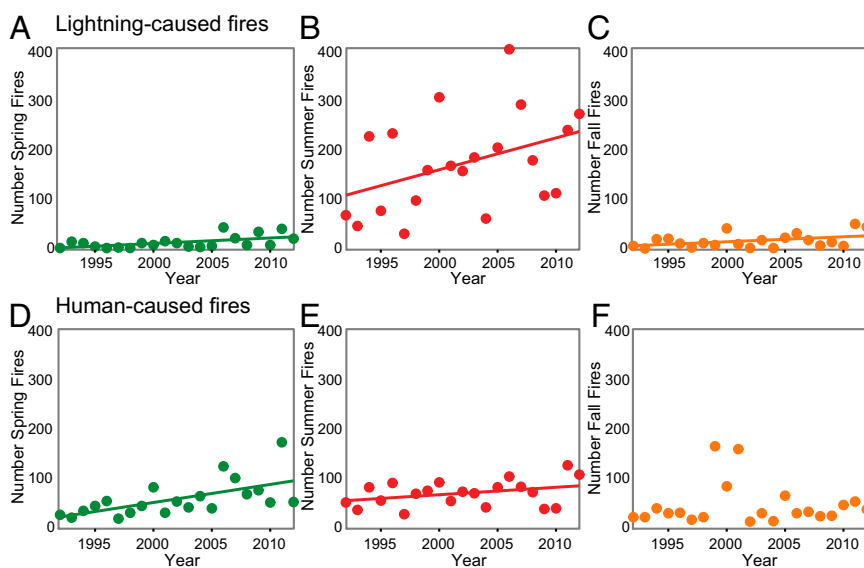 A Lightning-caused fires B C
400
300
200
100
0
Number Spring Fires
1995 2000 2005 2010
Year
400
300
200
100
0
Number Summer Fires
1995 2000 2005 2010
Year
400
300
200
100
0
Number Fall Fires
1995 2000 2005 2010
Year
D Human-caused fires E F
400
300
200
100
0
Number Spring Fires
1995 2000 2005 2010
Year
400
300
200
100
0
Number Summer Fires
1995 2000 2005 2010
Year
400
300
200
100
0
Number Fall Fires
1995 2000 2005 2010
Year